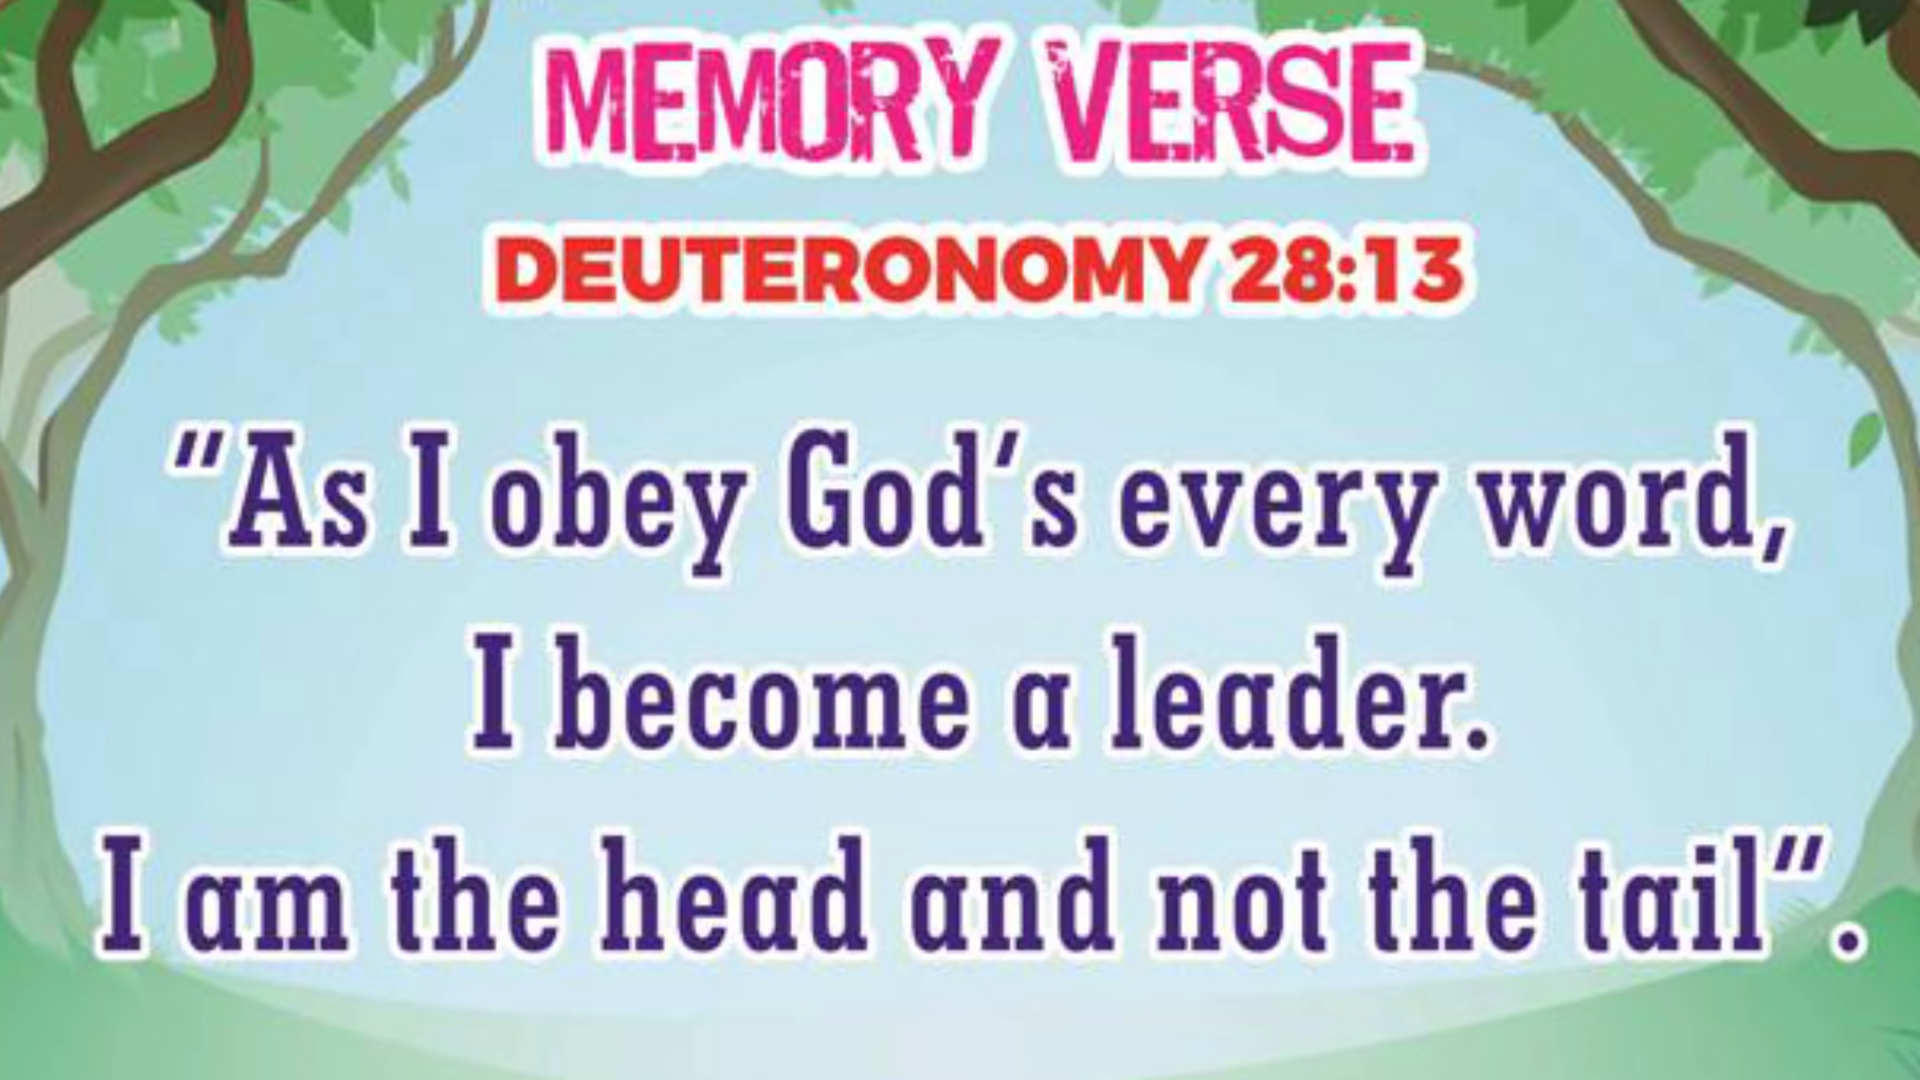 MEMORY VERSE
DEUTERONOMY 28:13
“As I obey God’s every word,
I become a leader.
I am the head and not the tail”.